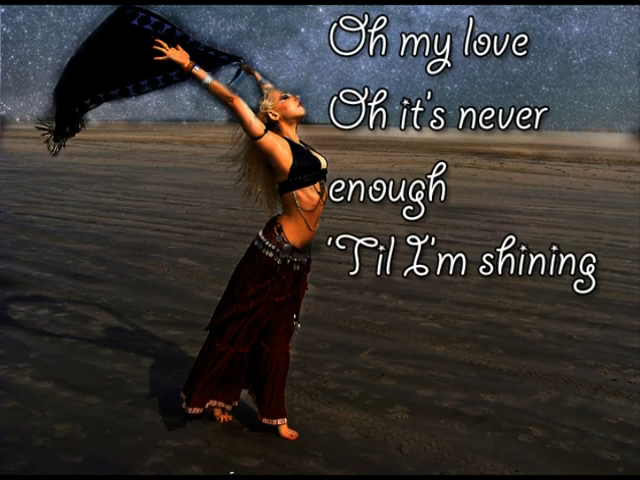 Oh my love
Oh it's never
enough
'Til I'm shining